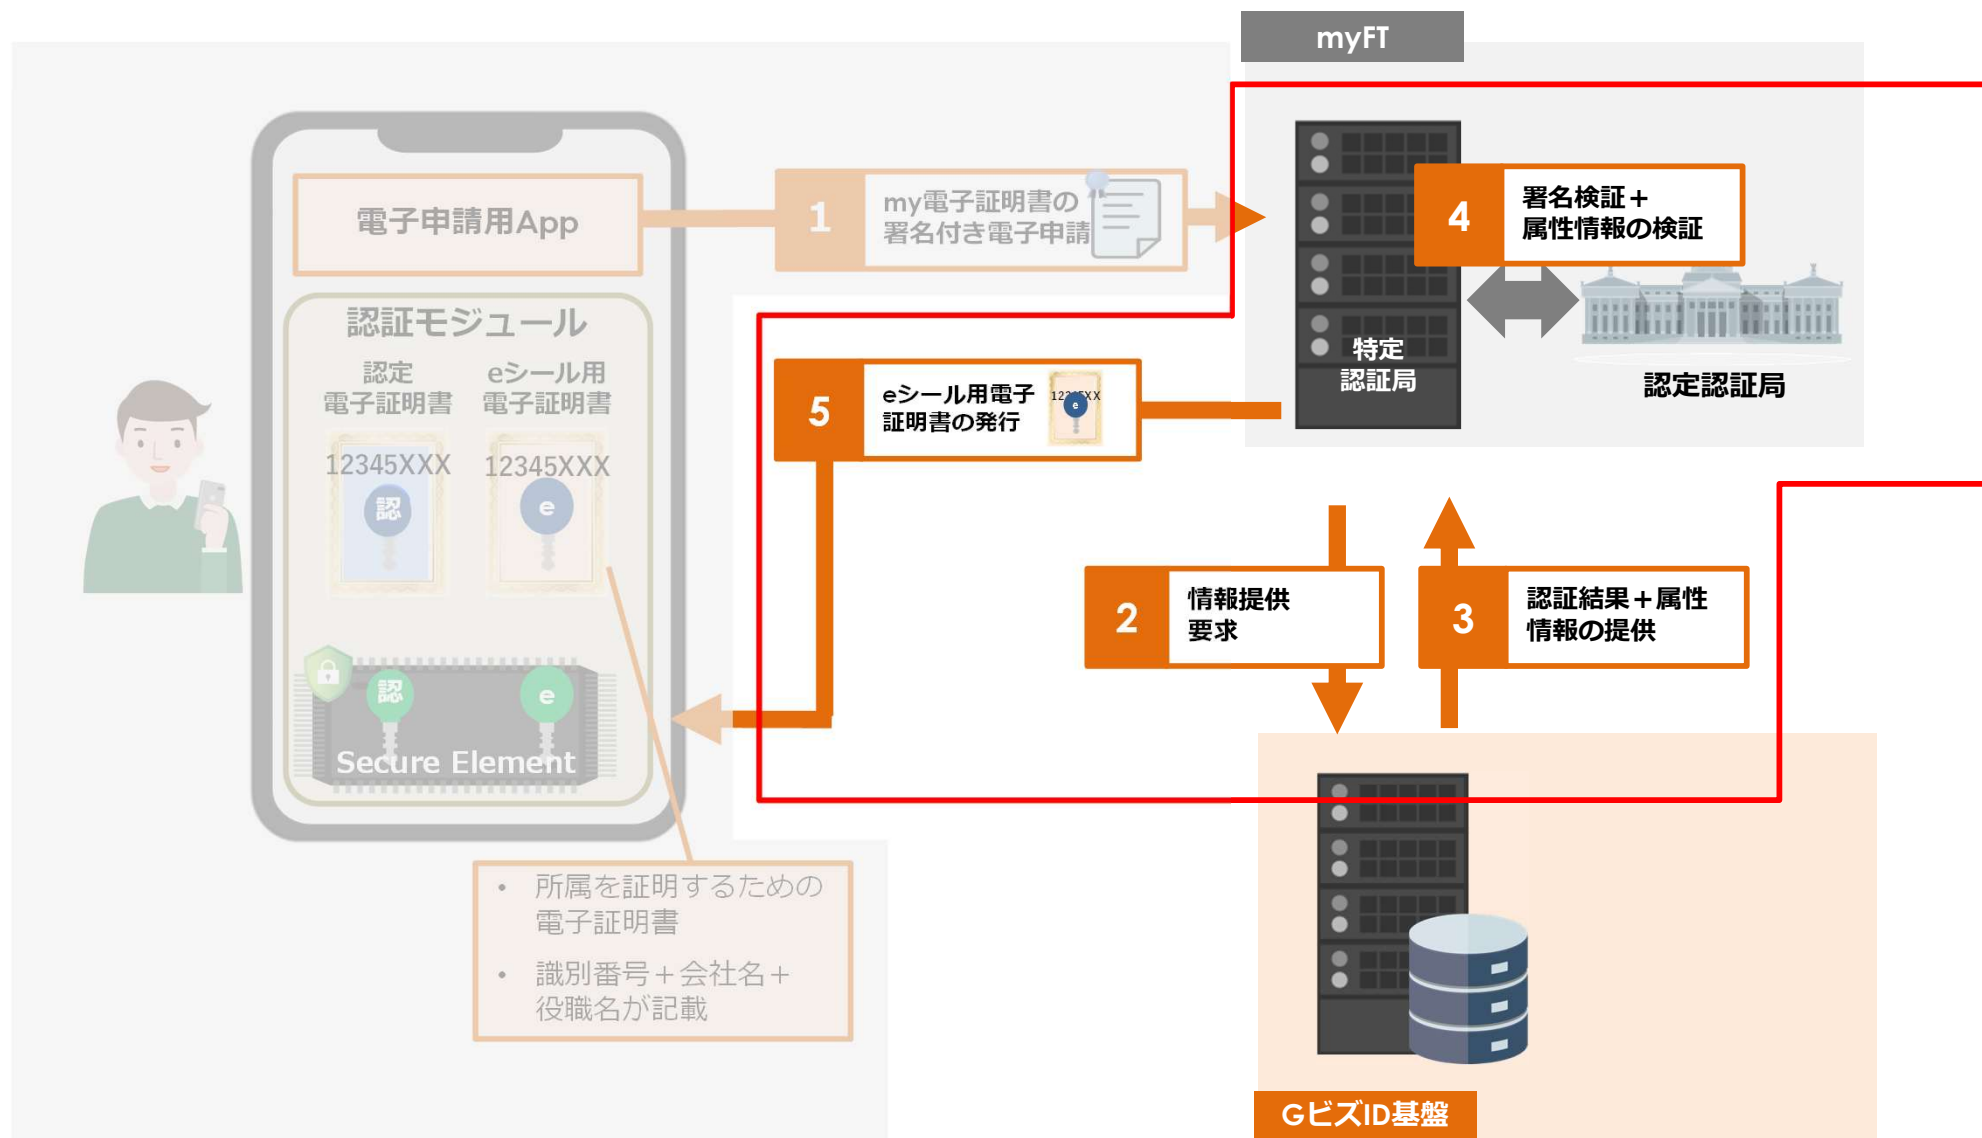 myFT
電子申請用App
1
my電子証明書の
署名付き電子申請
4
署名検証＋
属性情報の検証
認証モジュール
認定
電子証明書
eシール用
電子証明書
12345XXX
認
12345XXX
e
認
e
Secure Element
5
eシール用電子
証明書の発行
e
特定
認証局
認定認証局
2
情報提供
要求
3
認証結果＋属性
情報の提供
• 所属を証明するための
電子証明書
• 識別番号＋会社名＋
役職名が記載
GビズID基盤